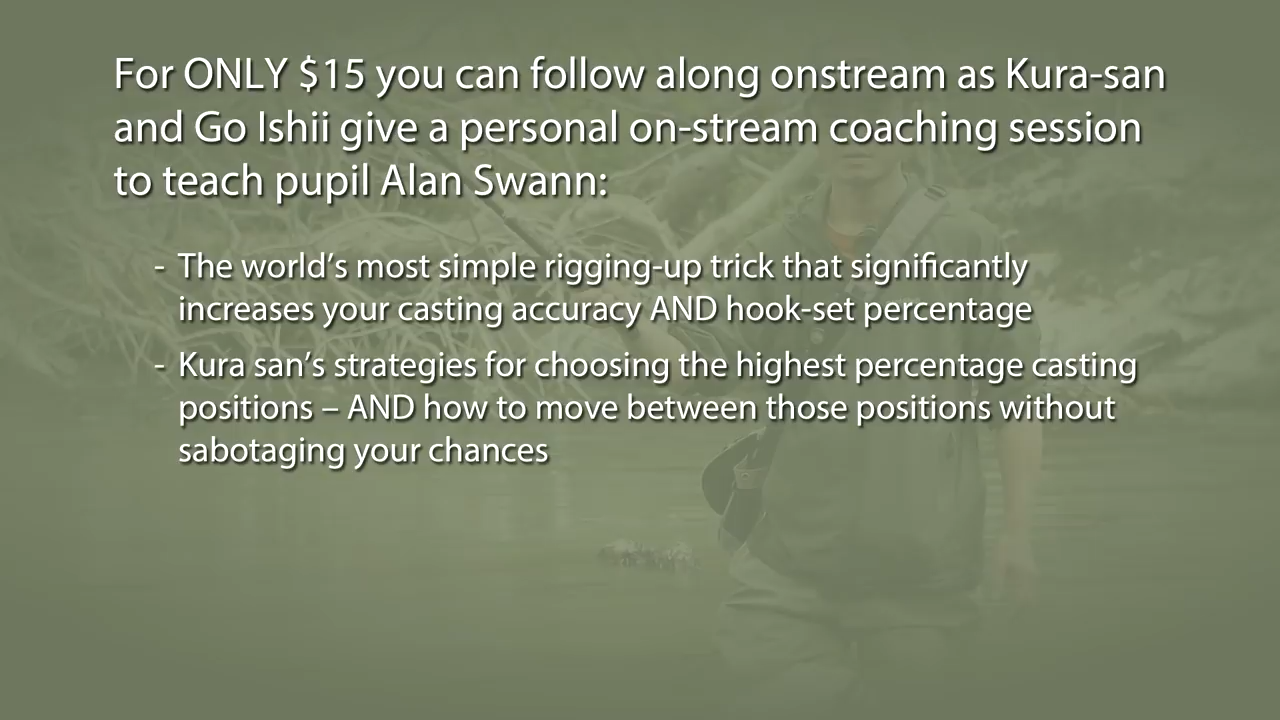 For ONLY $15 you can follow along onstream as Kura-san
and Go Ishii give a personal on-stream coaching session
to teach pupil Alan Swann:
- The world’s most simple rigging-up trick that significantly
increases your casting accuracy AND hook-set percentage
- Kura san’s strategies for choosing the highest percentage casting
positions – AND how to move between those positions without
sabotaging your chances